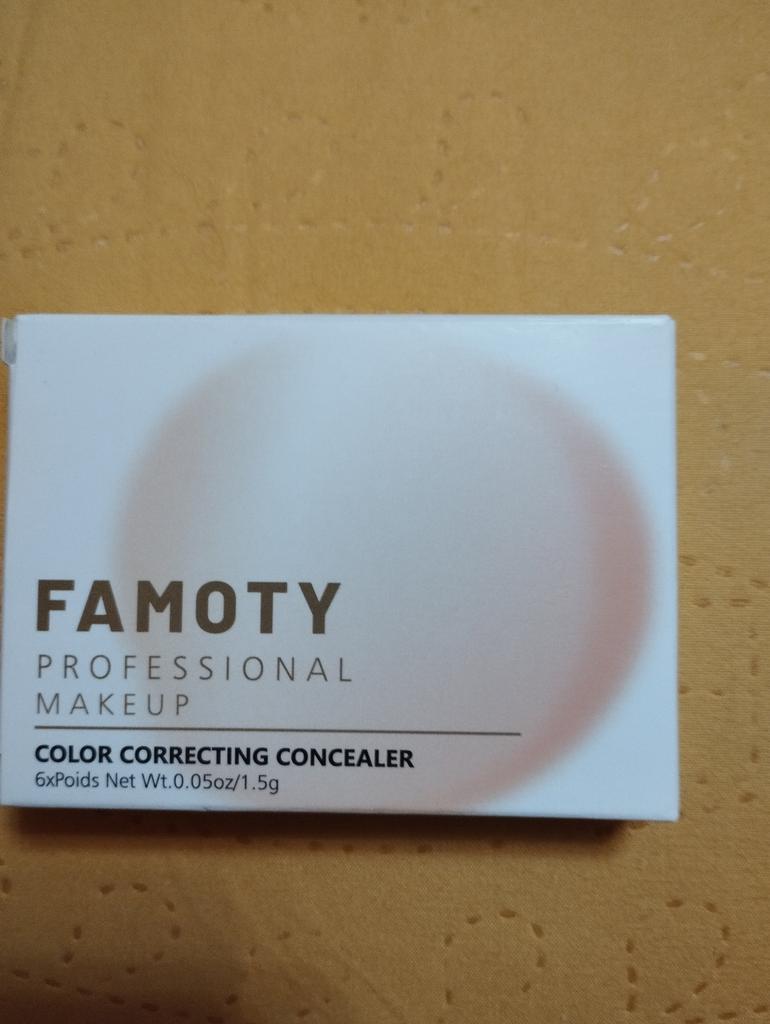 FAMOTY
PROFESSIONAL
MAKEUP
COLOR CORRECTING CONCEALER
6xPoids Net Wt.0.05oz/1.5g